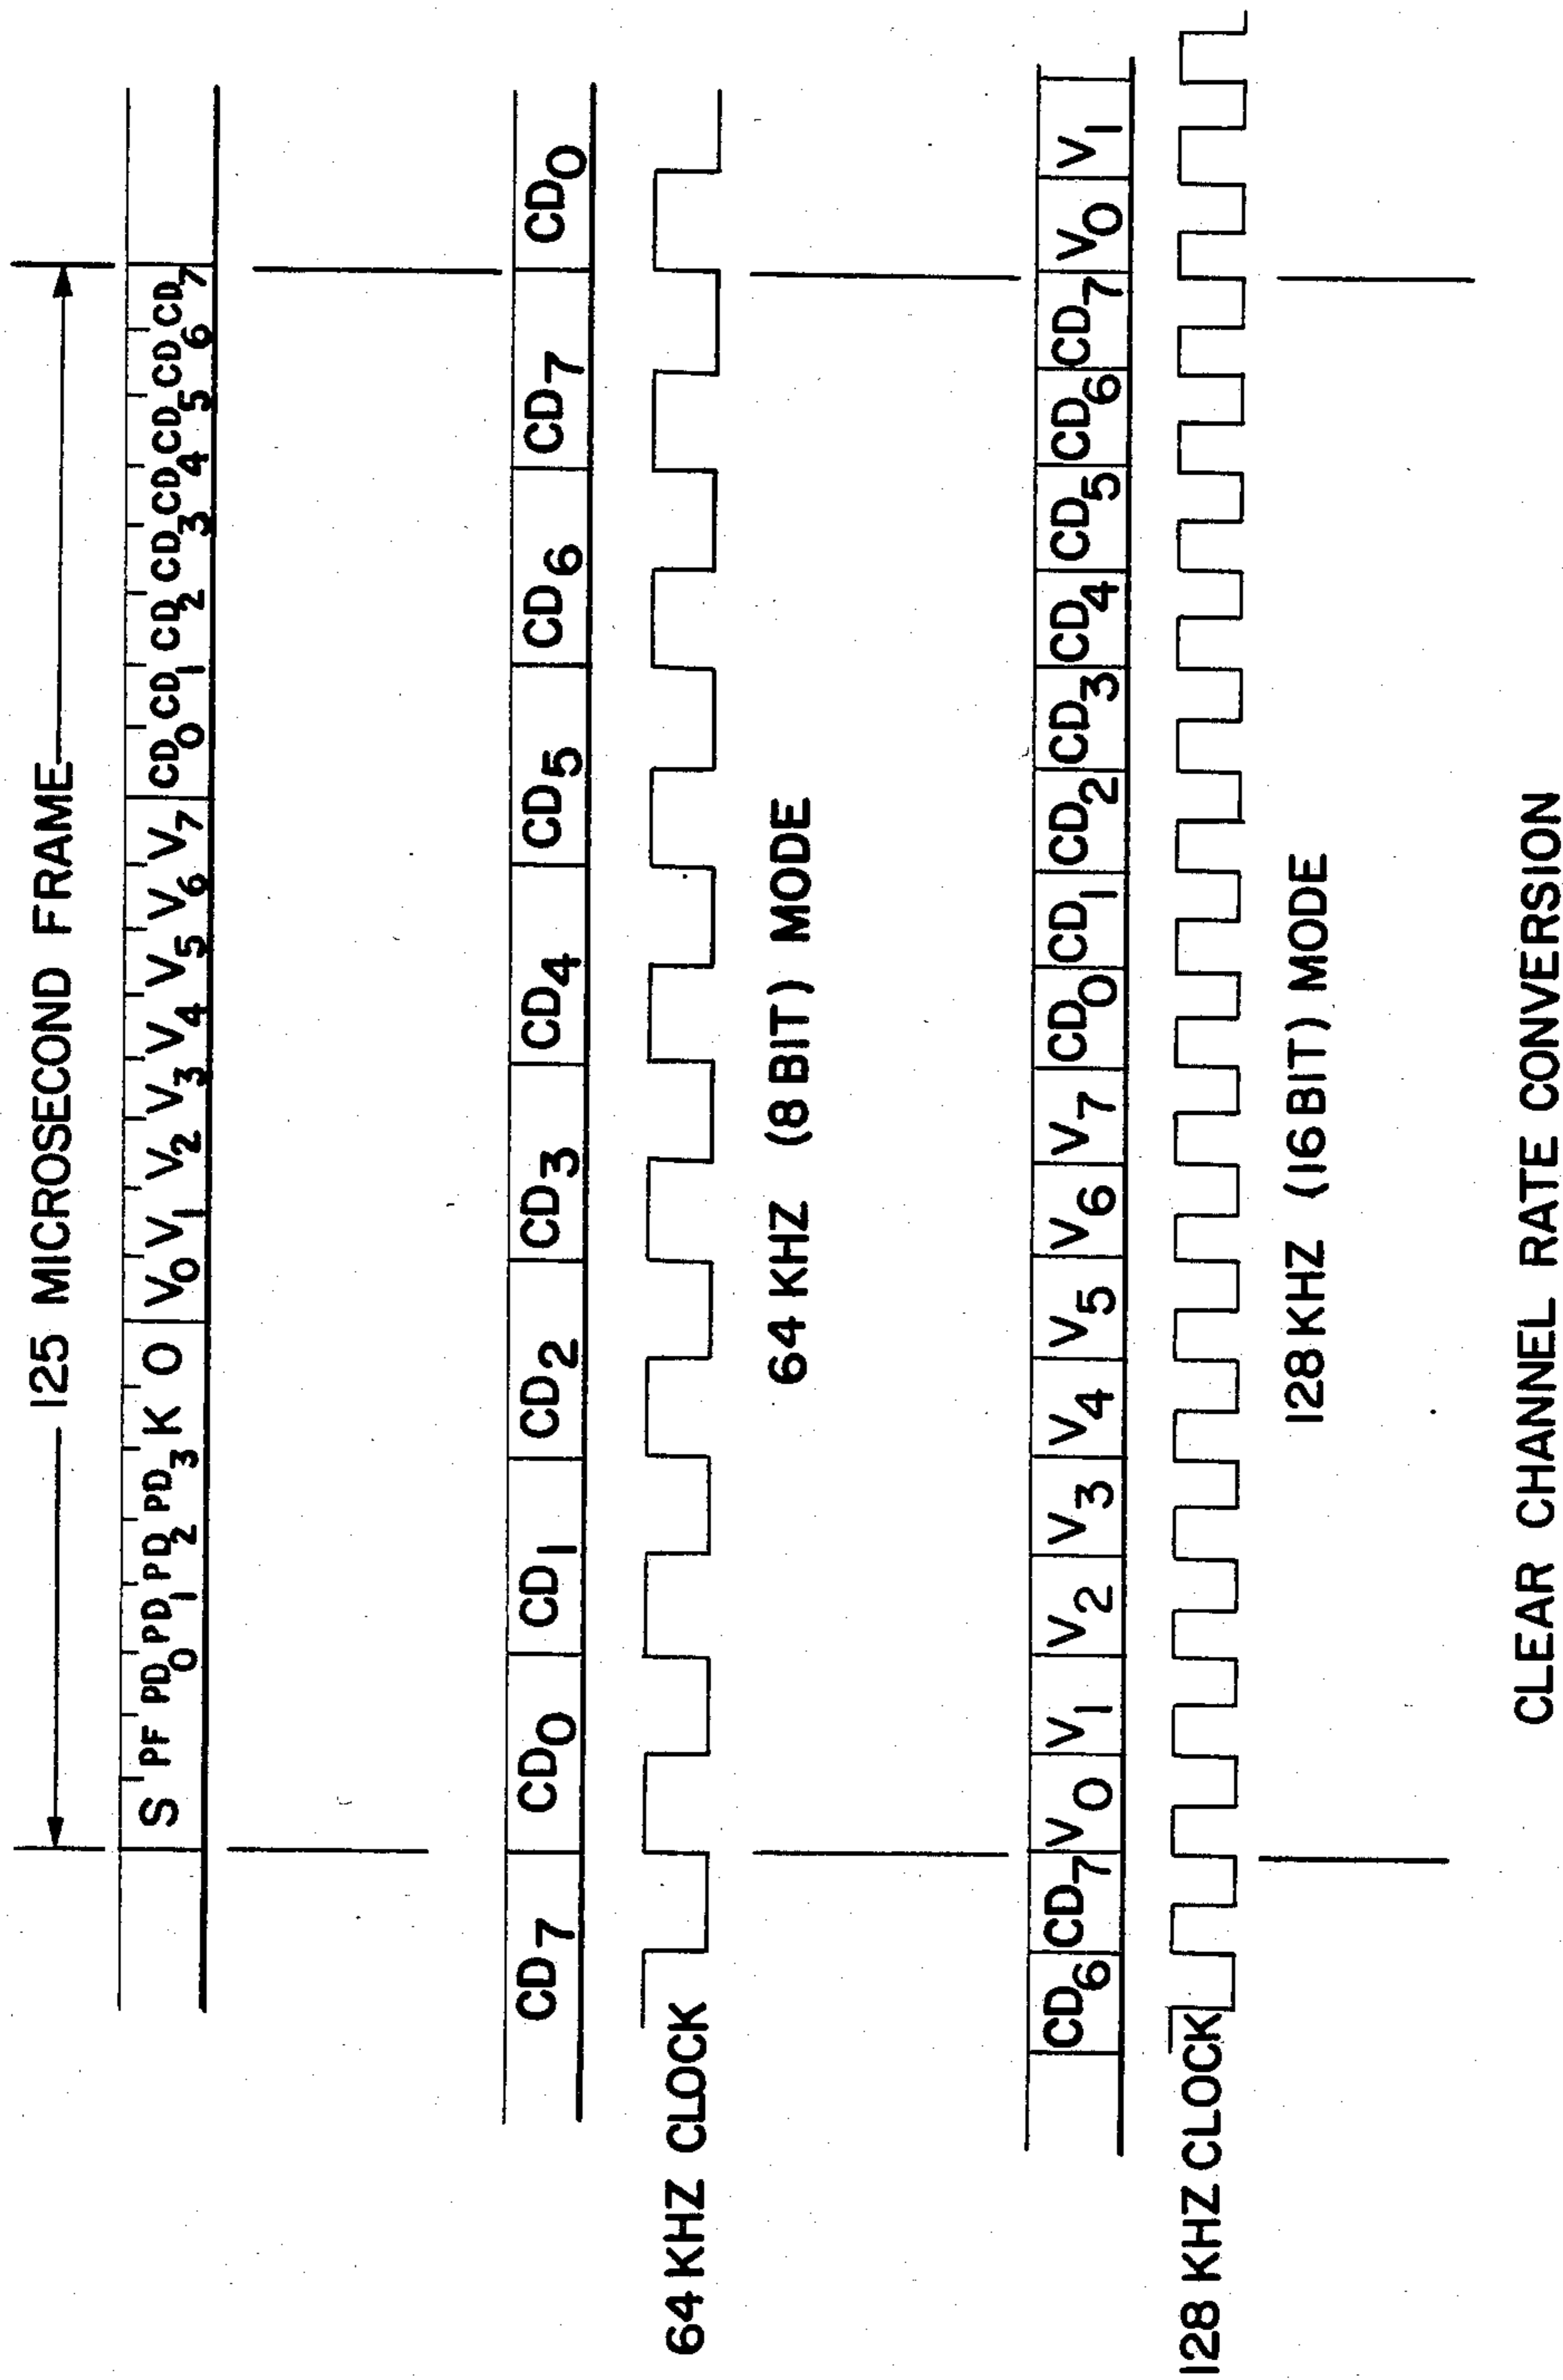 125 MICROSECOND FRAME
S PF PD0 PD1 PD2 PD3 K O V0 V1 V2 V3 V4 V5 V6 V7 CD0 CD1 CD2 CD3 CD4 CD5 CD6 CD7
CD7 CD0 CD1 CD2 CD3 CD4 CD5 CD6 CD7 CD0
64 KHZ CLOCK
64 KHZ (8 BIT) MODE
CD6 CD7 V0 V1 V2 V3 V4 V5 V6 V7 CD0 CD1 CD2 CD3 CD4 CD5 CD6 CD7 V0 V1
128 KHZ CLOCK
128 KHZ (16 BIT) MODE
CLEAR CHANNEL RATE CONVERSION